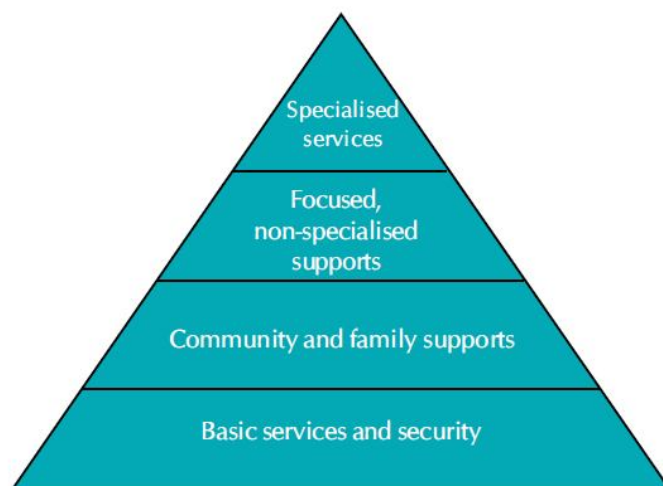 Specialised
services
Focused,
non-specialised
supports
Community and family supports
Basic services and security